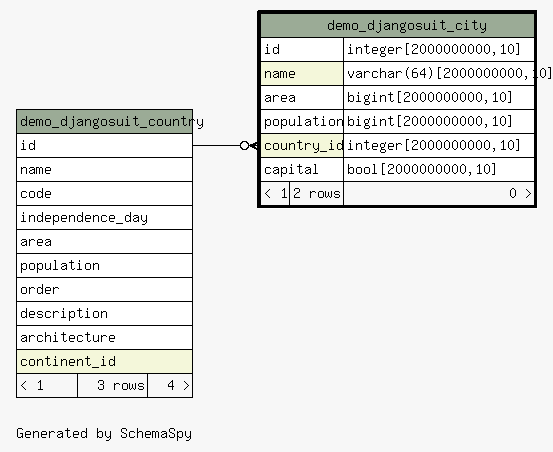 demo_djangosuit_city
id integer[2000000000,10]
name varchar(64)[2000000000,10]
area bigint[2000000000,10]
population bigint[2000000000,10]
country_id integer[2000000000,10]
capital bool[2000000000,10]
< 1 2 rows 0 >
demo_djangosuit_country
id
name
code
independence_day
area
population
order
description
architecture
continent_id
< 1 3 rows 4 >
Generated by SchemaSpy